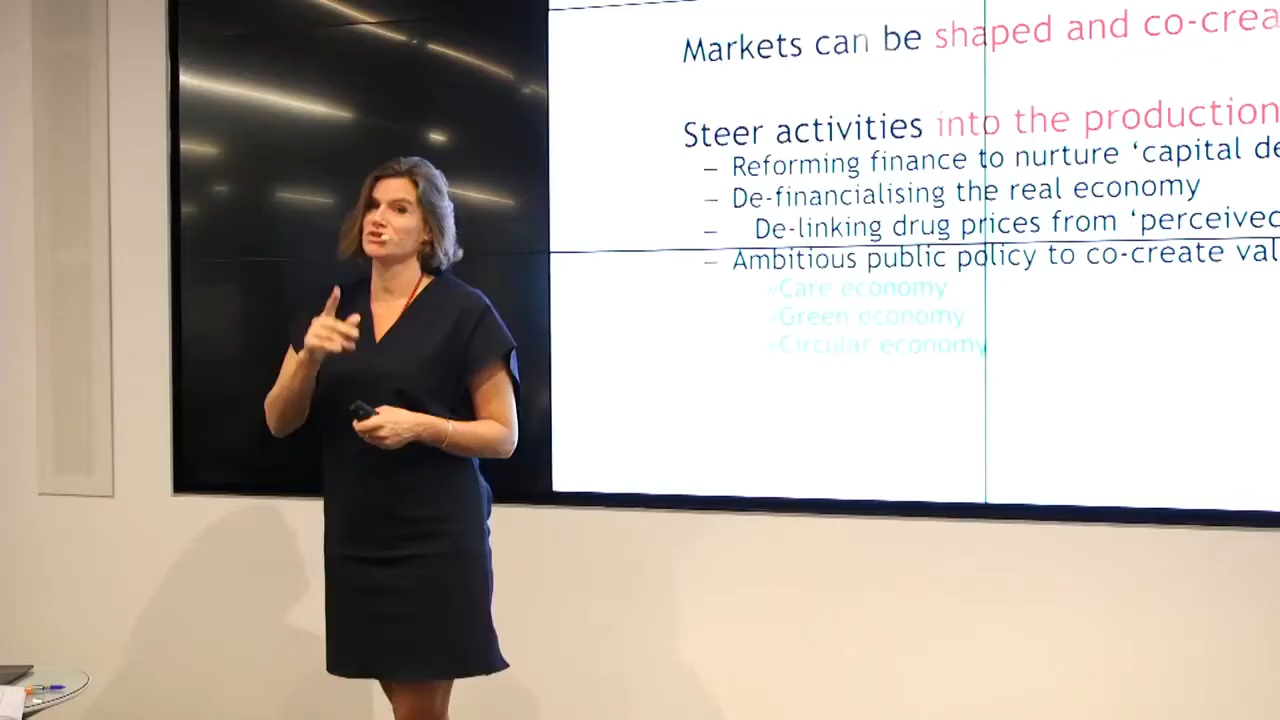 Markets can be shaped and co-crea
Steer activities into the production
– Reforming finance to nurture ‘capital de
– De-financialising the real economy
– De-linking drug prices from ‘perceived
– Ambitious public policy to co-create val
Care economy
Green economy
Circular economy